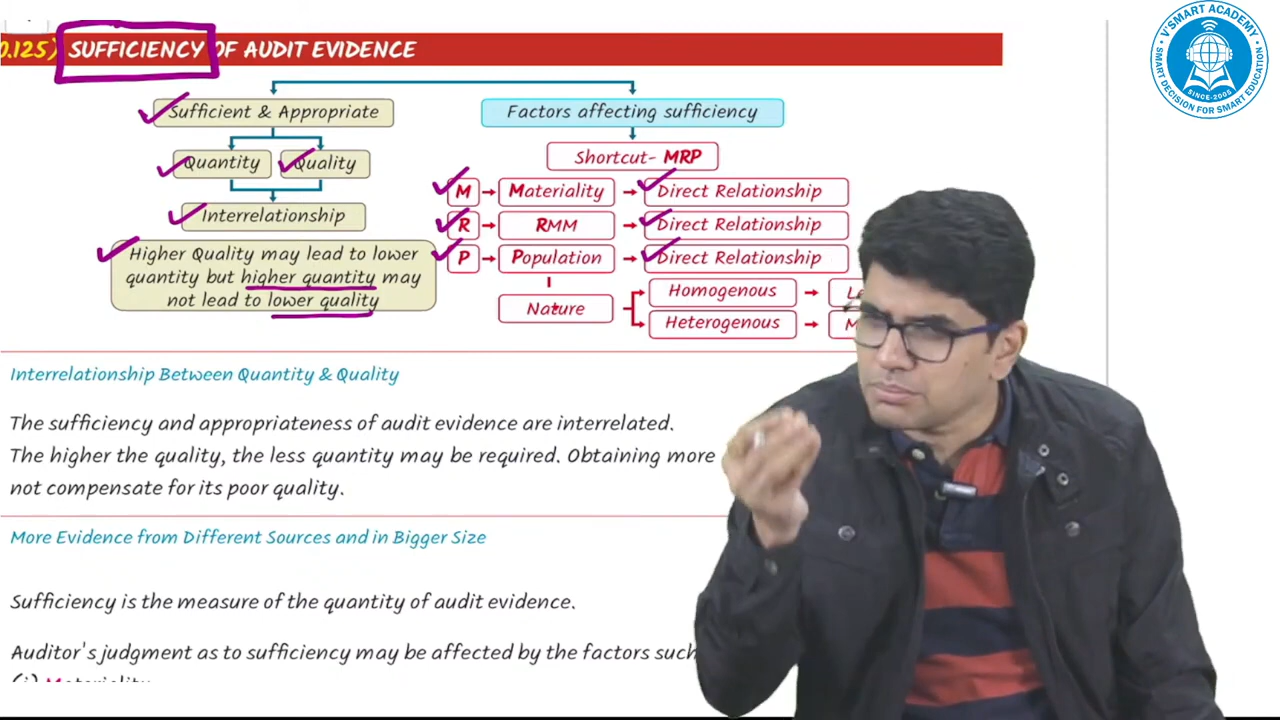 0.125) SUFFICIENCY OF AUDIT EVIDENCE
V'SMART ACADEMY
SINCE-2005
SMART DECISION FOR SMART EDUCATION
Sufficient & Appropriate
Quantity
Quality
Interrelationship
Higher Quality may lead to lower
quantity but higher quantity may
not lead to lower quality
Factors affecting sufficiency
Shortcut- MRP
M Materiality Direct Relationship
R RMM Direct Relationship
P Population Direct Relationship
Nature
Homogenous
Heterogenous
Interrelationship Between Quantity & Quality
The sufficiency and appropriateness of audit evidence are interrelated.
The higher the quality, the less quantity may be required. Obtaining more
not compensate for its poor quality.
More Evidence from Different Sources and in Bigger Size
Sufficiency is the measure of the quantity of audit evidence.
Auditor's judgment as to sufficiency may be affected by the factors such
(i) Materiality